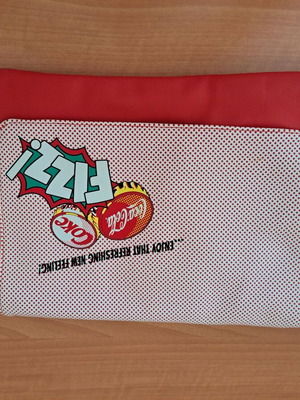 FIZZ!
Coca-Cola
Coke
...ENJOY THAT REFRESHING NEW FEELING!